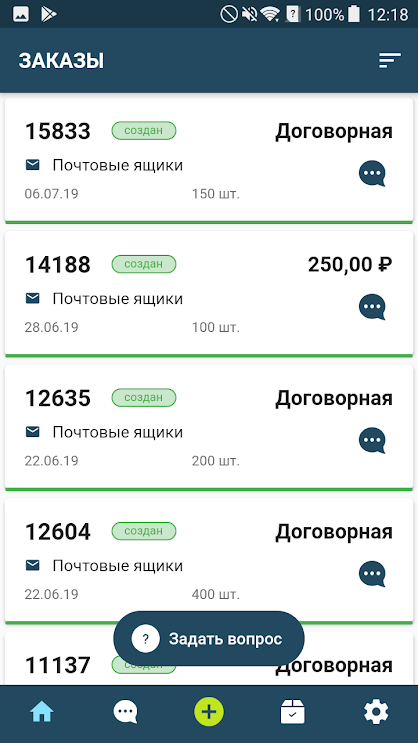 100% 12:18
ЗАКАЗЫ
15833 создан Договорная
Почтовые ящики
06.07.19 150 шт.
14188 создан 250,00 ₽
Почтовые ящики
28.06.19 100 шт.
12635 создан Договорная
Почтовые ящики
22.06.19 200 шт.
12604 создан Договорная
Почтовые ящики
22.06.19 400 шт.
? Задать вопрос
11137 создан Договорная